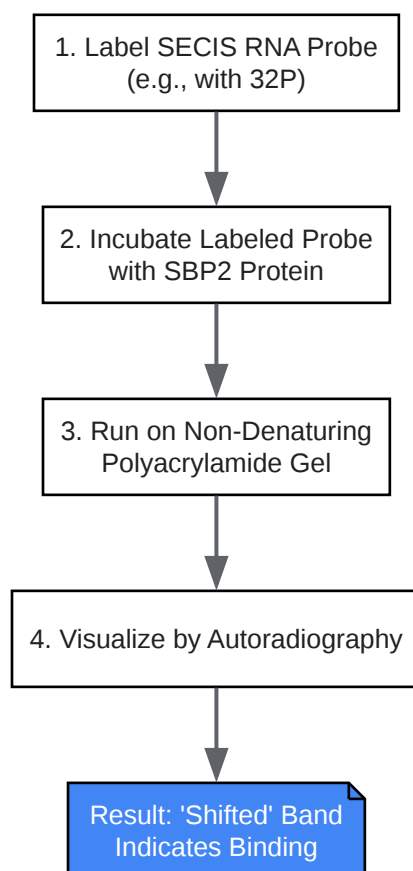 1. Label SECIS RNA Probe
(e.g., with 32P)
2. Incubate Labeled Probe
with SBP2 Protein
3. Run on Non-Denaturing
Polyacrylamide Gel
4. Visualize by Autoradiography
Result: 'Shifted' Band
Indicates Binding